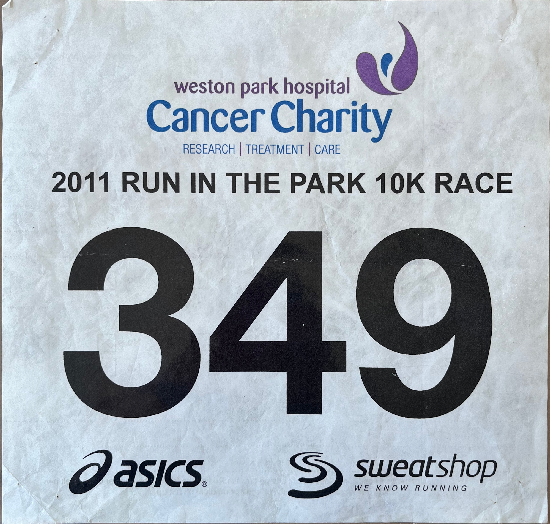 weston park hospital
Cancer Charity
RESEARCH | TREATMENT | CARE
2011 RUN IN THE PARK 10K RACE
349
asics®
sweatshop
WE KNOW RUNNING